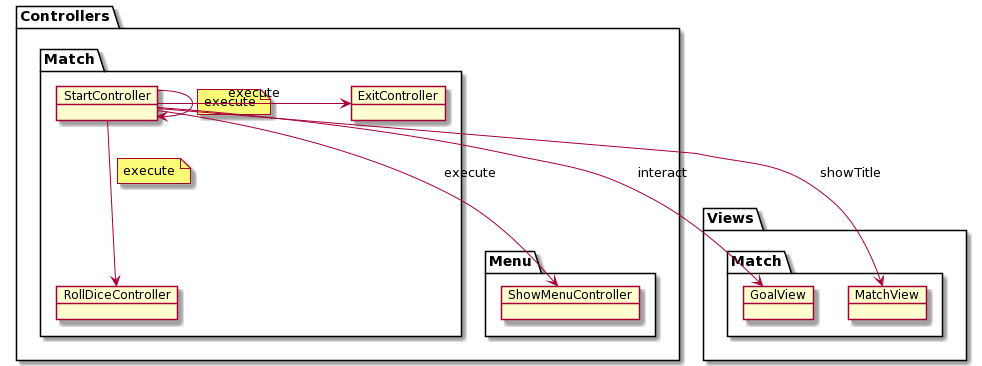 Controllers
Match
StartController
execute
execute
ExitController
execute
execute
interact
showTitle
Views
Menu
Match
RollDiceController
ShowMenuController
GoalView
MatchView